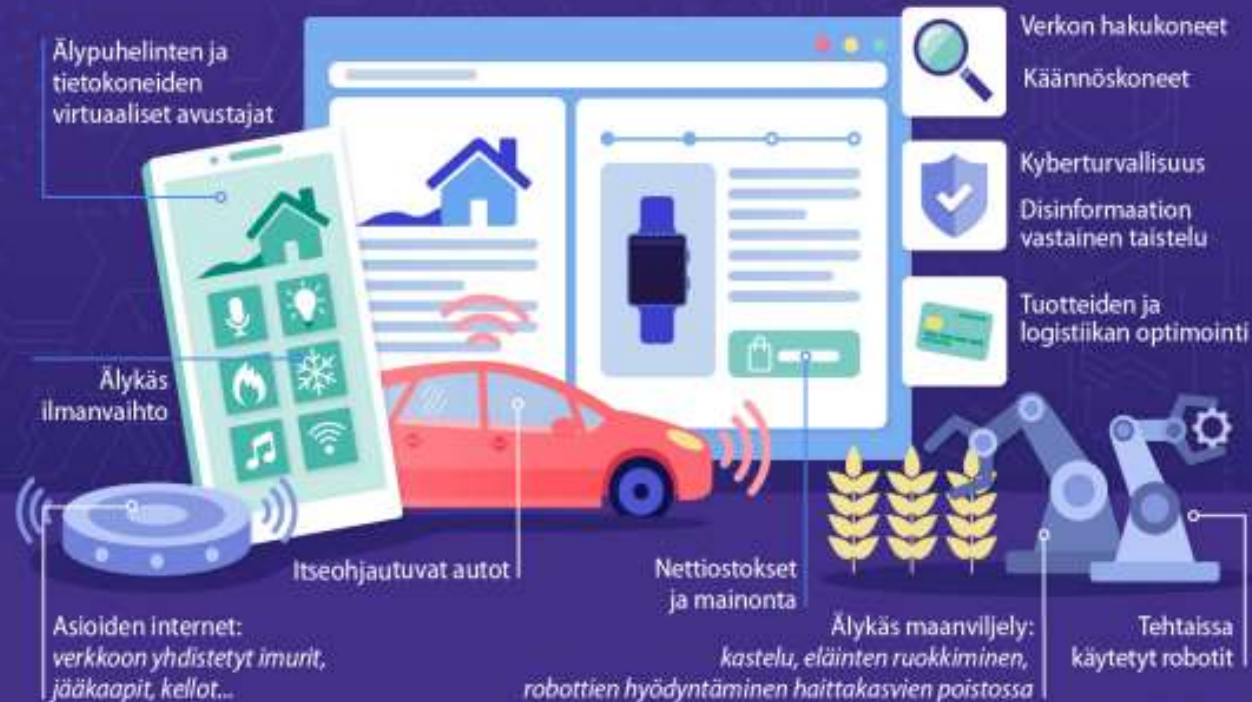 Älypuhelinten ja
tietokoneiden
virtuaaliset avustajat
Verkon hakukoneet
Käännöskoneet
Kyberturvallisuus
Disinformaation
vastainen taistelu
Tuotteiden ja
logistiikan optimointi
Älykäs
ilmanvaihto
Itseohjautuvat autot
Nettiostokset
ja mainonta
Asioiden internet:
verkkoon yhdistetyt imurit,
jääkaapit, kellot...
Älykäs maanviljely:
kastelu, eläinten ruokkiminen,
robottien hyödyntäminen haittakasvien poistossa
Tehtaissa
käytetyt robotit